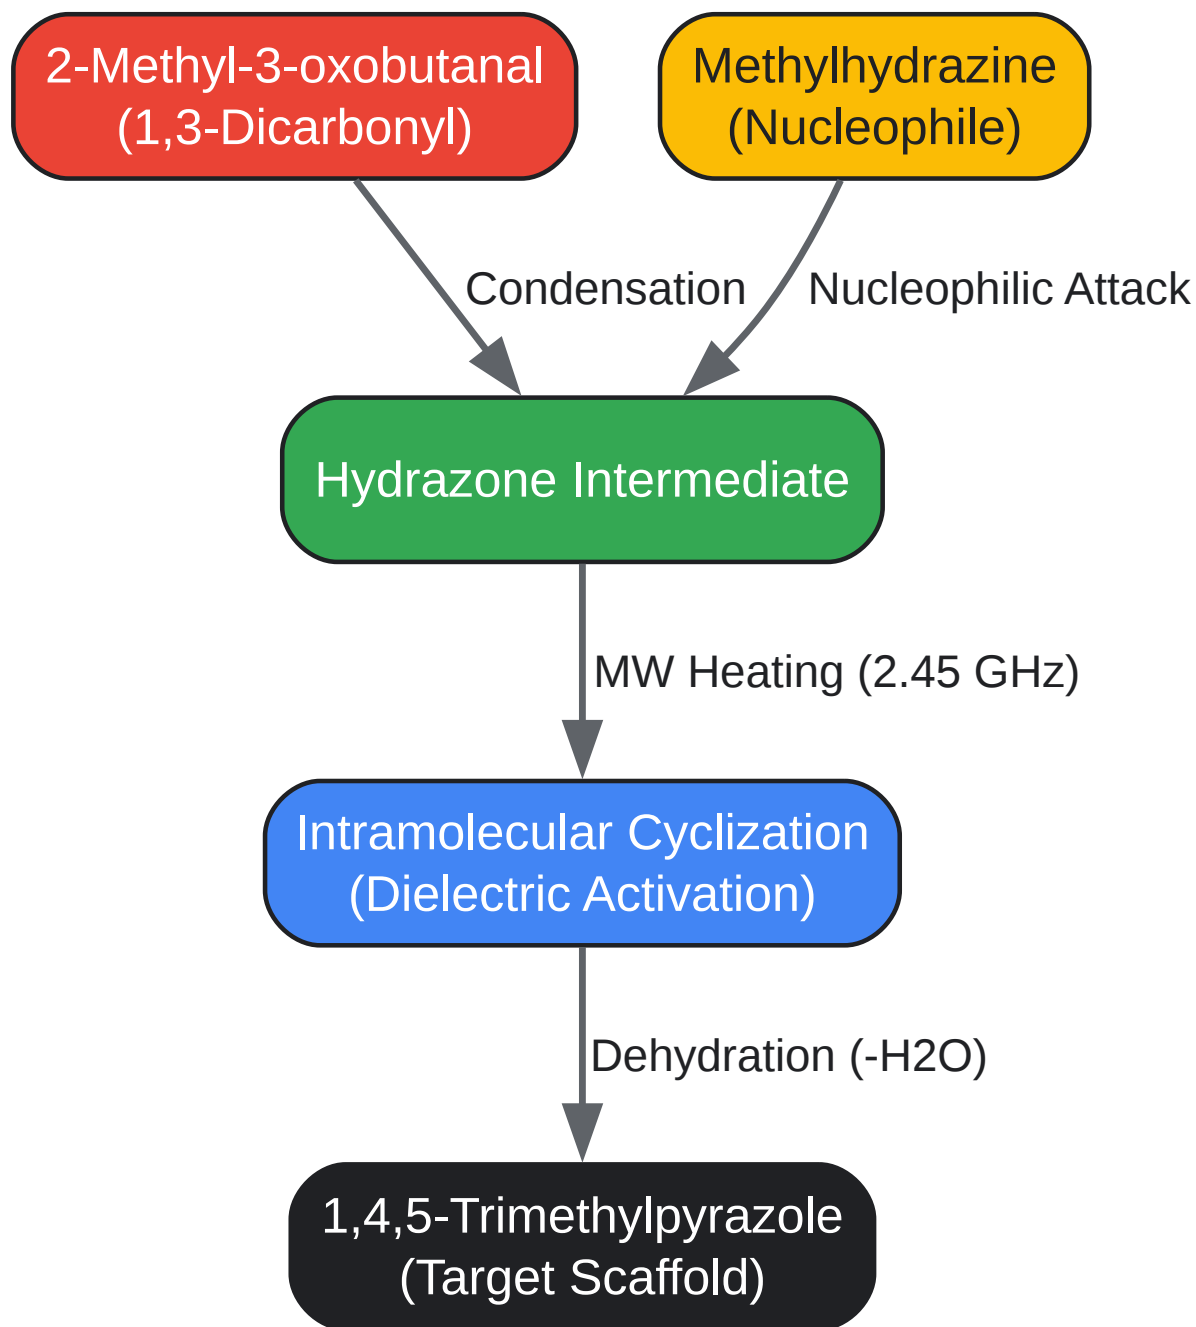 2-Methyl-3-oxobutanal
(1,3-Dicarbonyl)
Methylhydrazine
(Nucleophile)
Condensation
Nucleophilic Attack
Hydrazone Intermediate
MW Heating (2.45 GHz)
Intramolecular Cyclization
(Dielectric Activation)
Dehydration (-H2O)
1,4,5-Trimethylpyrazole
(Target Scaffold)